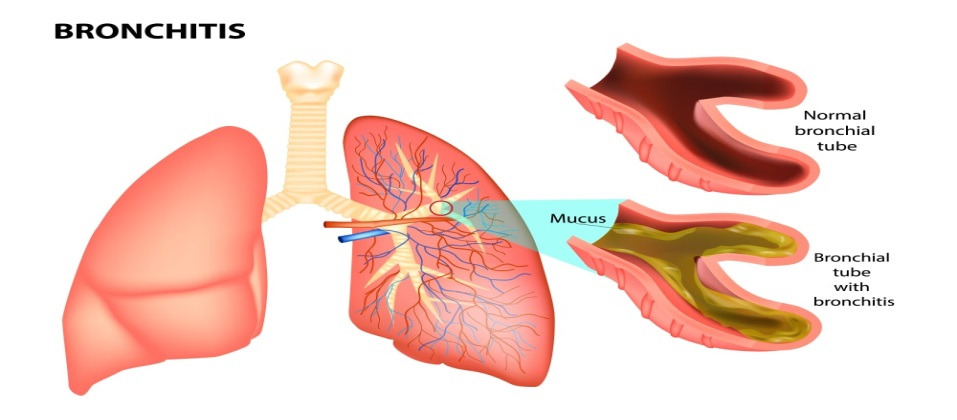 BRONCHITIS
Normal
bronchial
tube
Mucus
Bronchial
tube
with
bronchitis